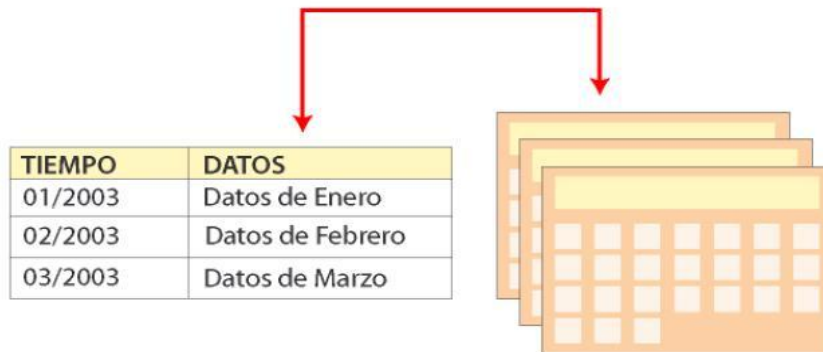 TIEMPO DATOS
01/2003 Datos de Enero
02/2003 Datos de Febrero
03/2003 Datos de Marzo